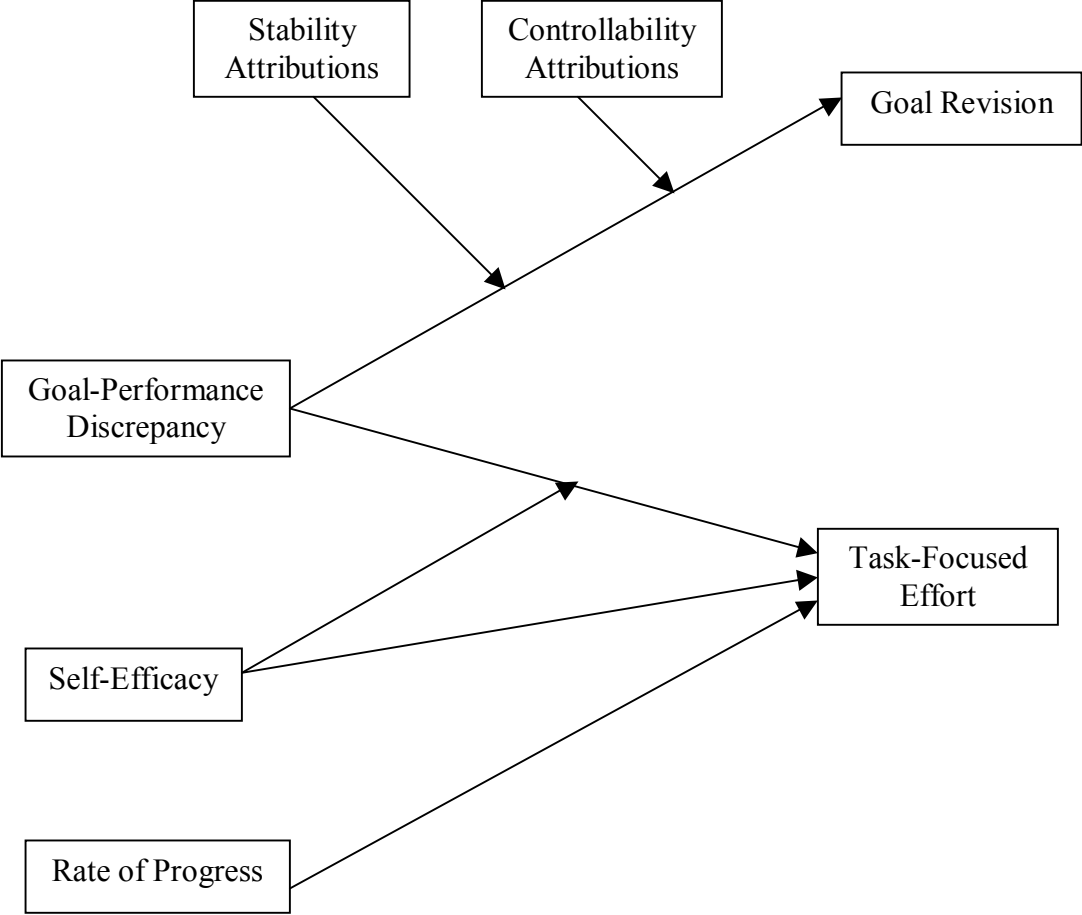 Stability
Attributions
Controllability
Attributions
Goal Revision
Goal-Performance
Discrepancy
Task-Focused
Effort
Self-Efficacy
Rate of Progress